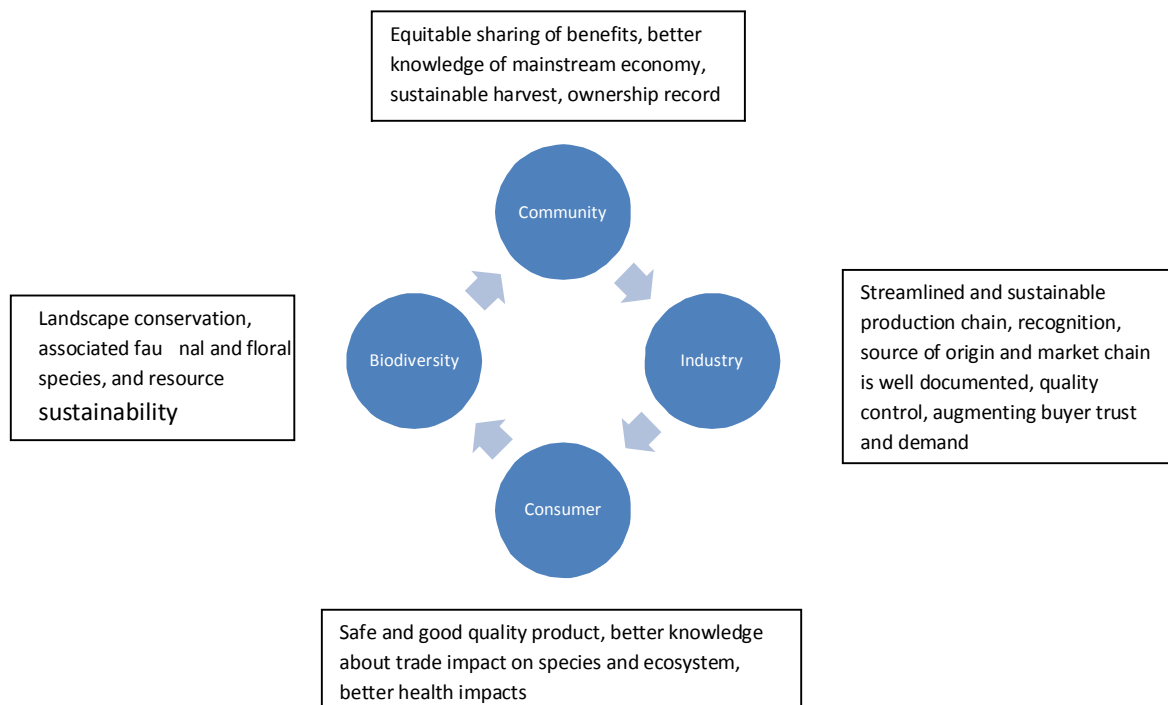 Equitable sharing of benefits, better
knowledge of mainstream economy,
sustainable harvest, ownership record
Community
Landscape conservation,
associated fau nal and floral
species, and resource
sustainability
Biodiversity
Industry
Streamlined and sustainable
production chain, recognition,
source of origin and market chain
is well documented, quality
control, augmenting buyer trust
and demand
Consumer
Safe and good quality product, better knowledge
about trade impact on species and ecosystem,
better health impacts